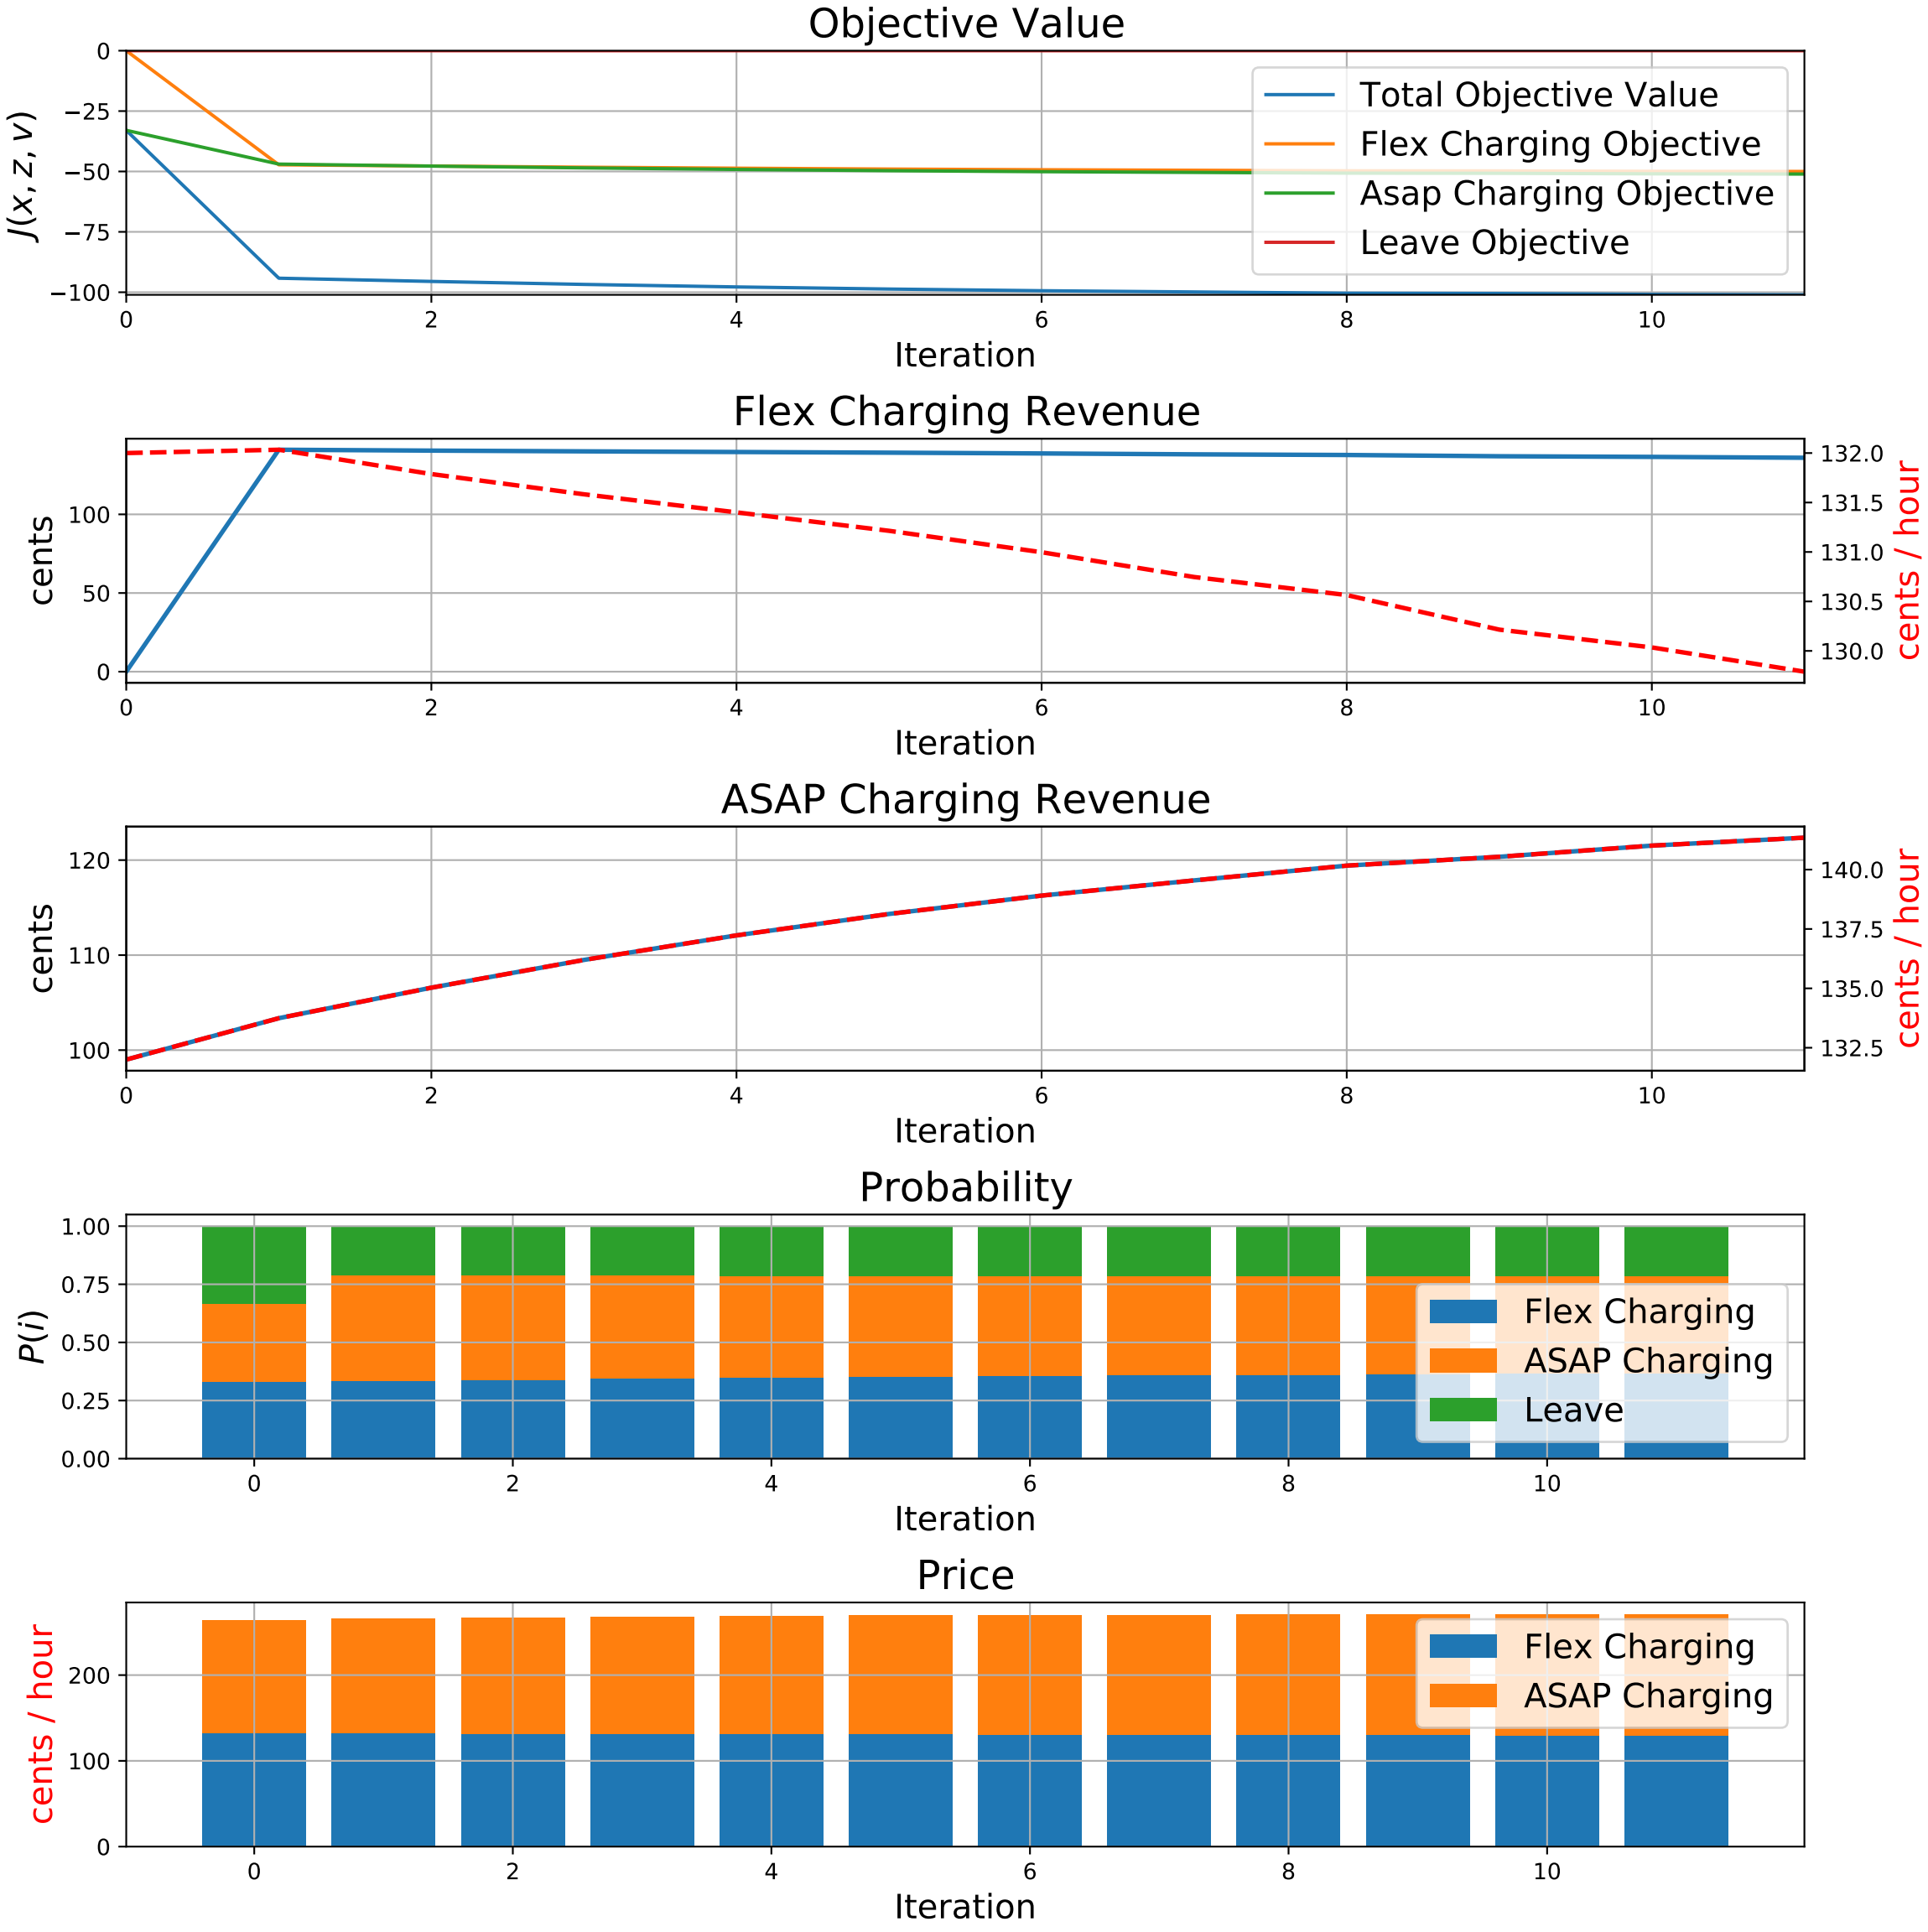 Objective Value
0
−25
−50
−75
−100
J(x, z, v)
Total Objective Value
Flex Charging Objective
Asap Charging Objective
Leave Objective
0 2 4 6 8 10
Iteration
Flex Charging Revenue
100
50
0
cents
132.0
131.5
131.0
130.5
130.0
cents / hour
0 2 4 6 8 10
Iteration
ASAP Charging Revenue
120
110
100
cents
140.0
137.5
135.0
132.5
cents / hour
0 2 4 6 8 10
Iteration
Probability
1.00
0.75
0.50
0.25
0.00
P(i)
Flex Charging
ASAP Charging
Leave
0 2 4 6 8 10
Iteration
Price
200
100
0
cents / hour
Flex Charging
ASAP Charging
0 2 4 6 8 10
Iteration